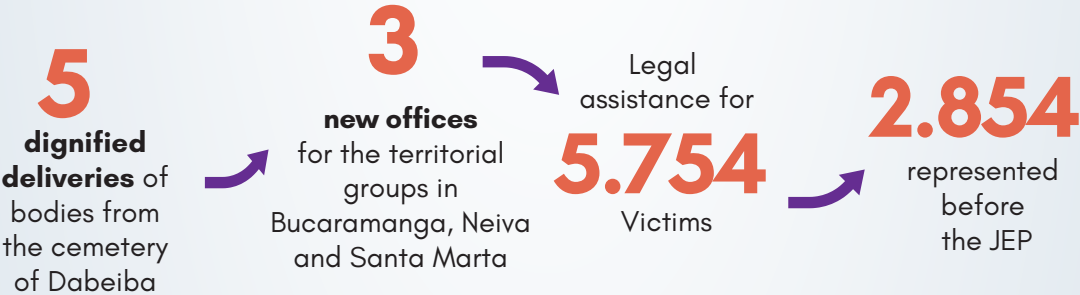 5
dignified
deliveries of
bodies from
the cemetery
of Dabeiba
3
new offices
for the territorial
groups in
Bucaramanga, Neiva
and Santa Marta
Legal
assistance for
5.754
Victims
2.854
represented
before
the JEP